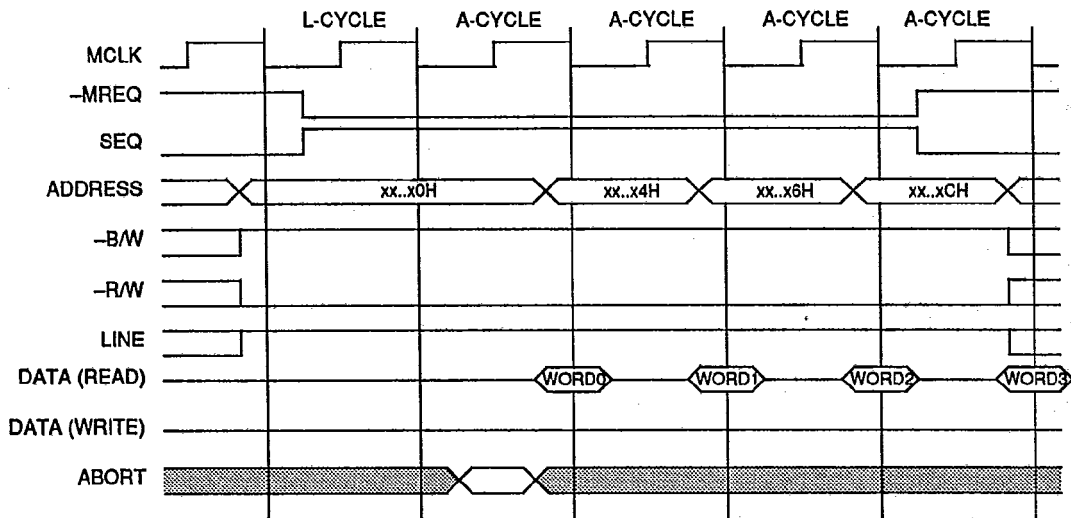 L-CYCLE A-CYCLE A-CYCLE A-CYCLE A-CYCLE
MCLK
–MREQ
SEQ
ADDRESS xx..x0H xx..x4H xx..x6H xx..xCH
–B/W
–R/W
LINE
DATA (READ) WORD0 WORD1 WORD2 WORD3
DATA (WRITE)
ABORT